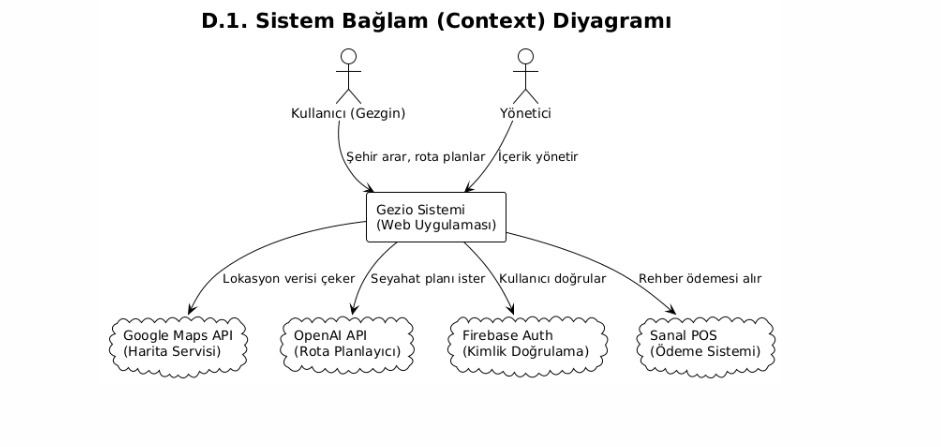 D.1. Sistem Bağlam (Context) Diyagramı
Kullanıcı (Gezgin)
Yönetici
Şehir arar, rota planlar
İçerik yönetir
Gezio Sistemi
(Web Uygulaması)
Lokasyon verisi çeker
Seyahat planı ister
Kullanıcı doğrular
Rehber ödemesi alır
Google Maps API
(Harita Servisi)
OpenAI API
(Rota Planlayıcı)
Firebase Auth
(Kimlik Doğrulama)
Sanal POS
(Ödeme Sistemi)